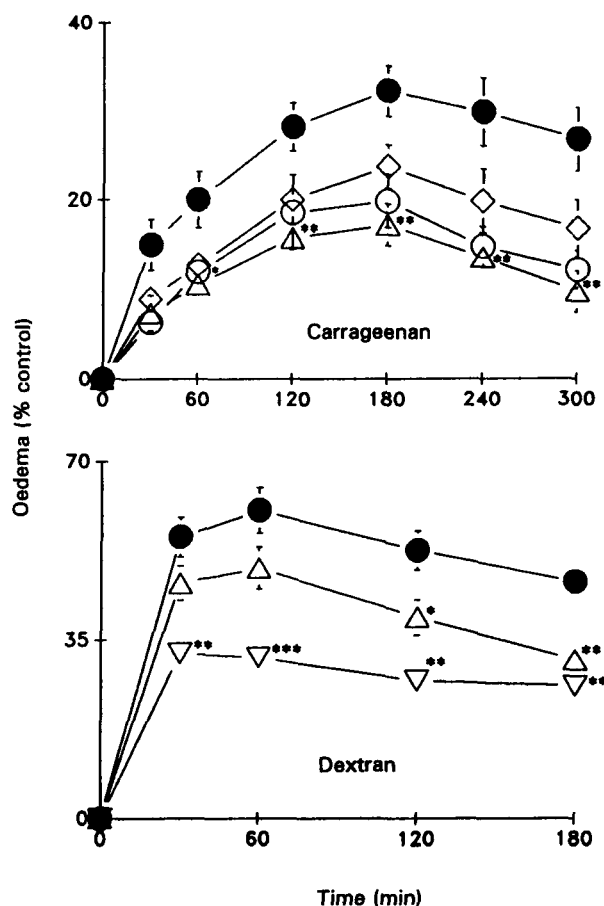 40
20
0
**
**
*
**
**
Carrageenan
0 60 120 180 240 300
Oedema (% control)
70
35
0
*
**
** *** ** **
Dextran
0 60 120 180
Time (min)